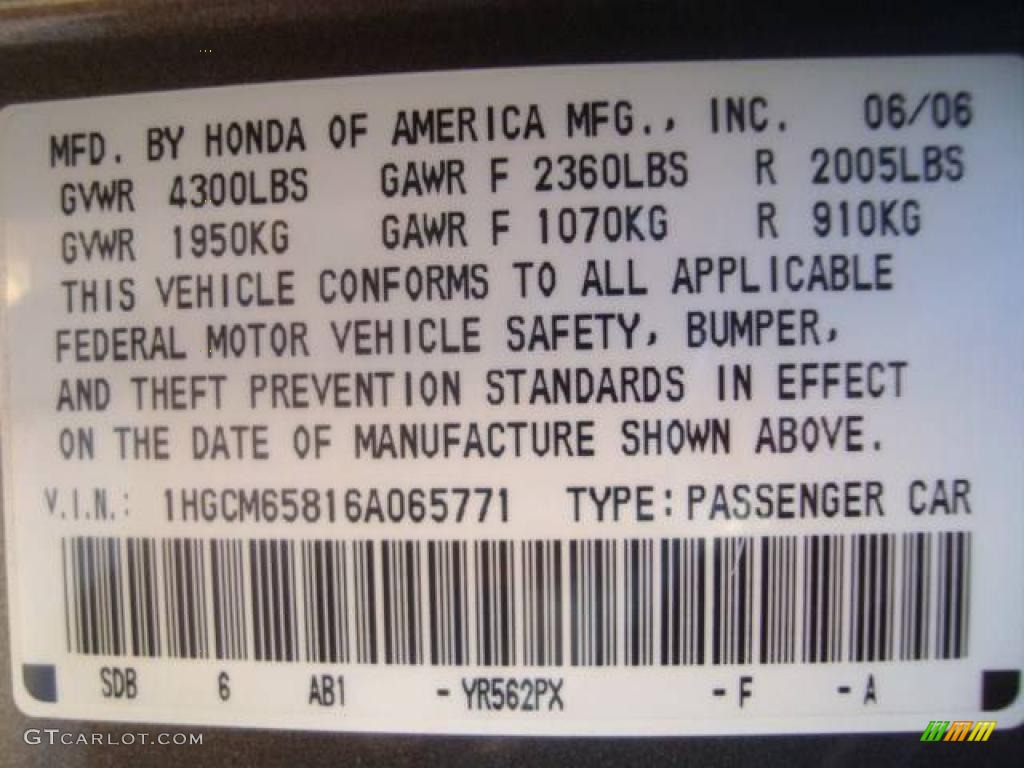 MFD. BY HONDA OF AMERICA MFG., INC. 06/06
GVWR 4300LBS GAWR F 2360LBS R 2005LBS
GVWR 1950KG GAWR F 1070KG R 910KG
THIS VEHICLE CONFORMS TO ALL APPLICABLE
FEDERAL MOTOR VEHICLE SAFETY, BUMPER,
AND THEFT PREVENTION STANDARDS IN EFFECT
ON THE DATE OF MANUFACTURE SHOWN ABOVE.
V.I.N.: 1HGCM65816A065771 TYPE: PASSENGER CAR
SDB 6 AB1 - YR562PX - F - A
GTCARLOT.COM